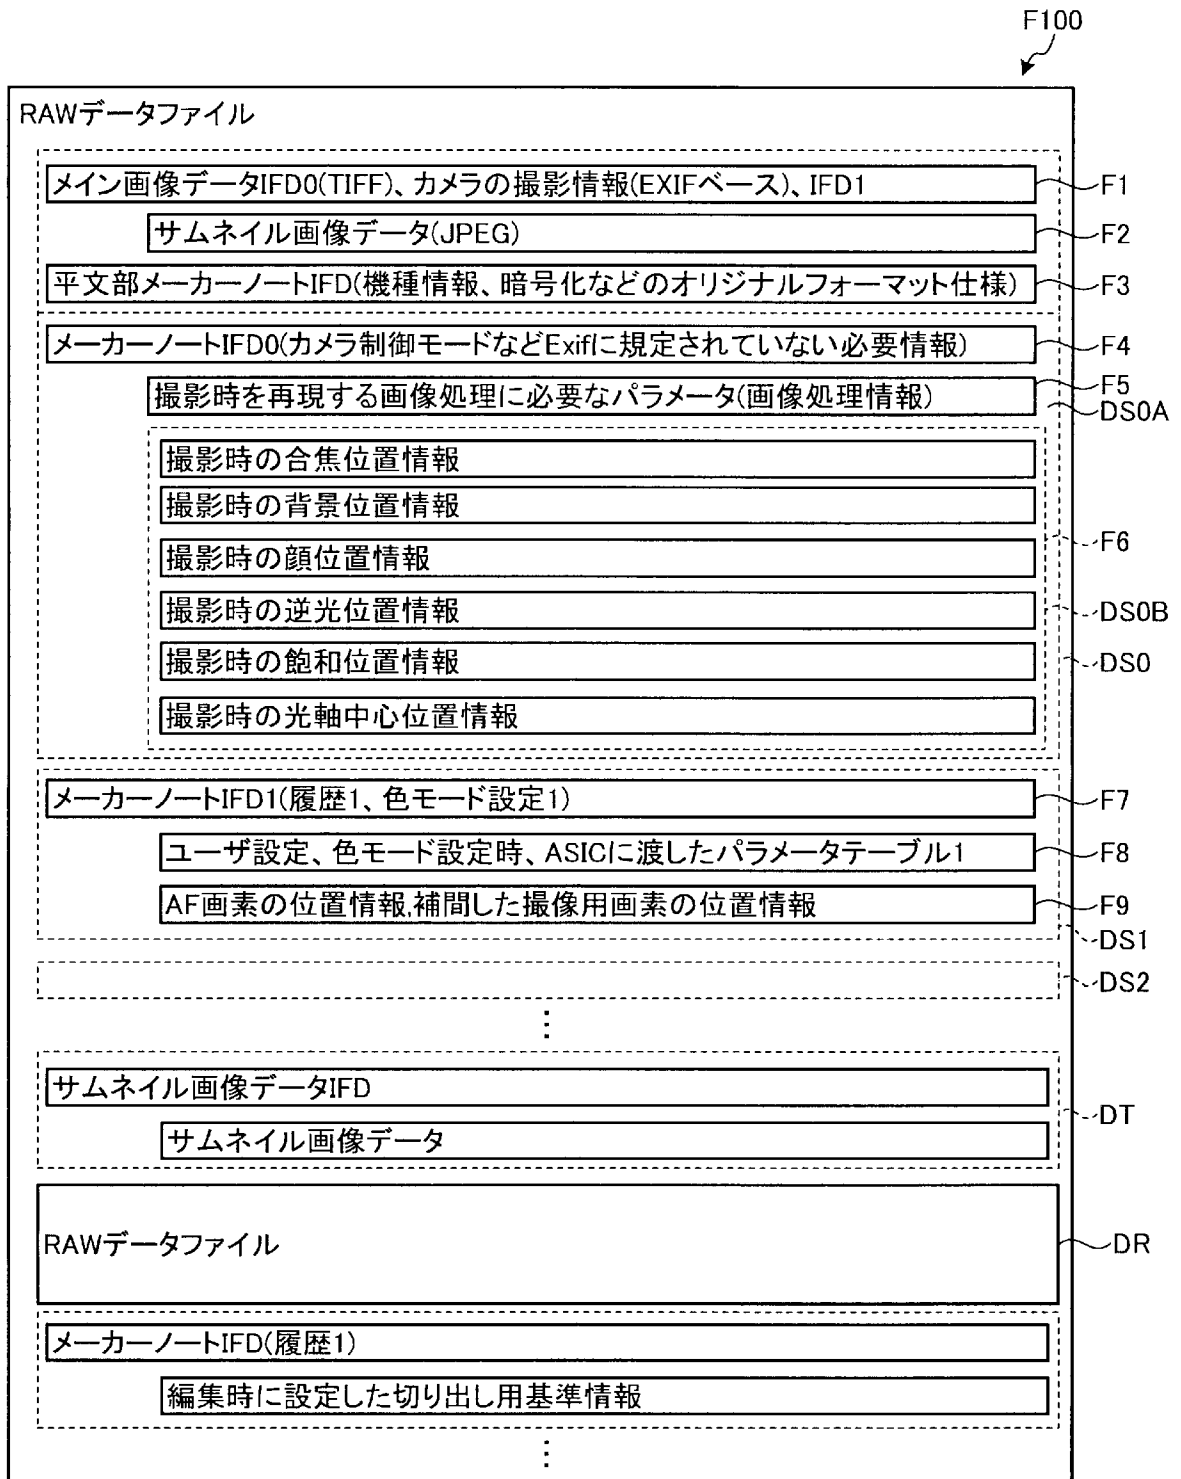 F100
RAWデータファイル
メイン画像データIFD0(TIFF)、カメラの撮影情報(EXIFベース)、IFD1
F1
サムネイル画像データ(JPEG)
F2
平文部メーカーノートIFD(機種情報、暗号化などのオリジナルフォーマット仕様)
F3
メーカーノートIFD0(カメラ制御モードなどExifに規定されていない必要情報)
F4
撮影時を再現する画像処理に必要なパラメータ(画像処理情報)
F5
DS0A
撮影時の合焦位置情報
撮影時の背景位置情報
撮影時の顔位置情報
F6
撮影時の逆光位置情報
DS0B
撮影時の飽和位置情報
DS0
撮影時の光軸中心位置情報
メーカーノートIFD1(履歴1、色モード設定1)
F7
ユーザ設定、色モード設定時、ASICに渡したパラメータテーブル1
F8
AF画素の位置情報,補間した撮像用画素の位置情報
F9
DS1
DS2
サムネイル画像データIFD
DT
サムネイル画像データ
RAWデータファイル
DR
メーカーノートIFD(履歴1)
編集時に設定した切り出し用基準情報